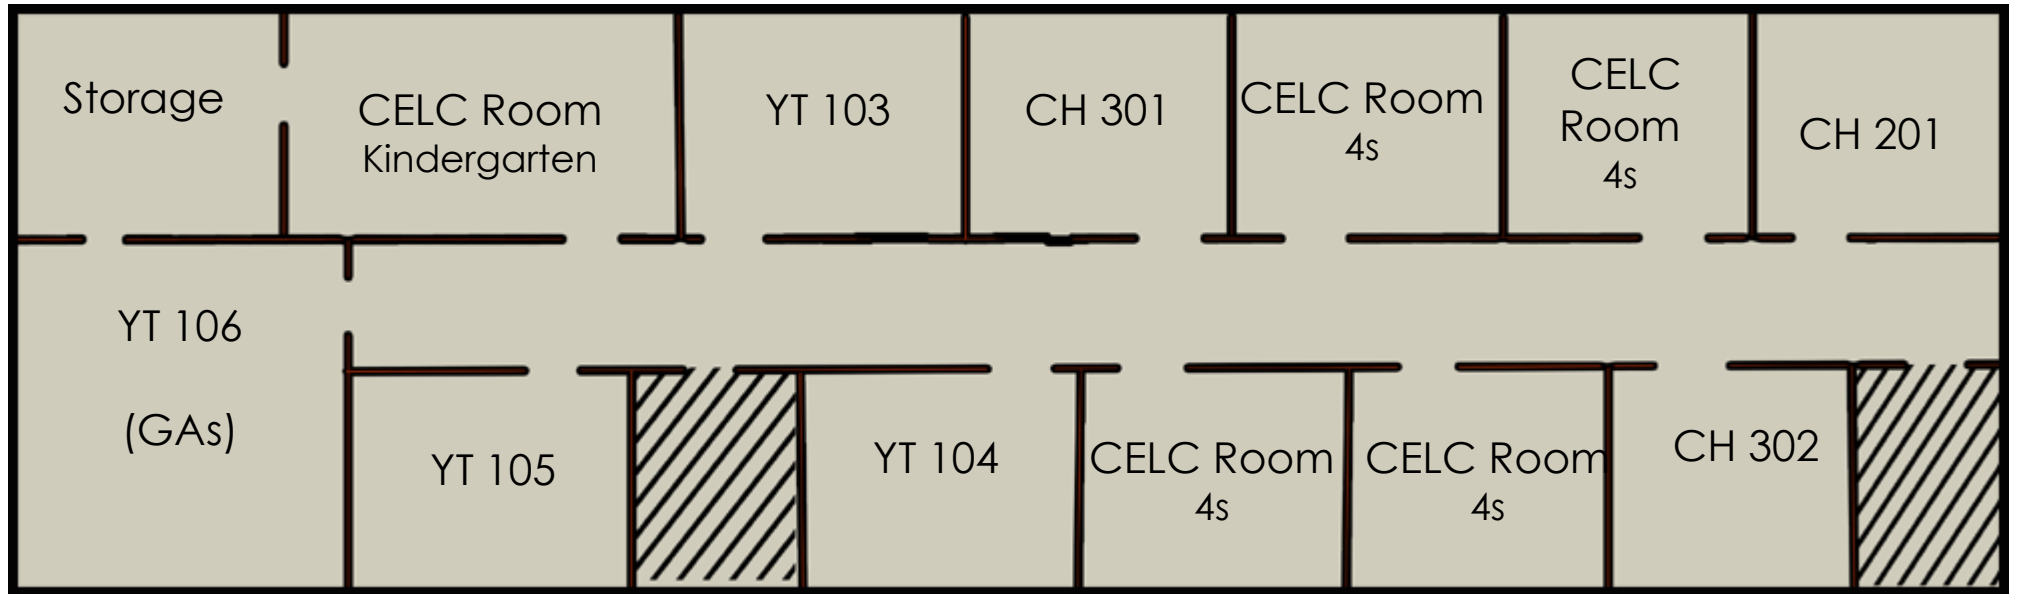 Storage
CELC Room
Kindergarten
YT 103
CH 301
CELC Room
4s
CELC
Room
4s
CH 201
YT 106
(GAs)
YT 105
YT 104
CELC Room
4s
CELC Room
4s
CH 302